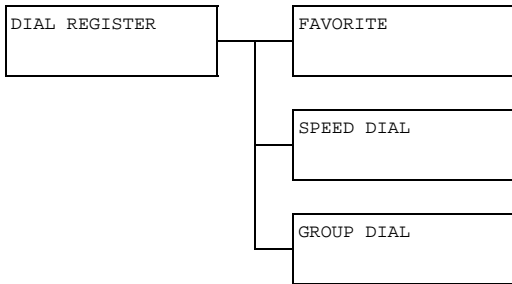 DIAL REGISTER
FAVORITE
SPEED DIAL
GROUP DIAL